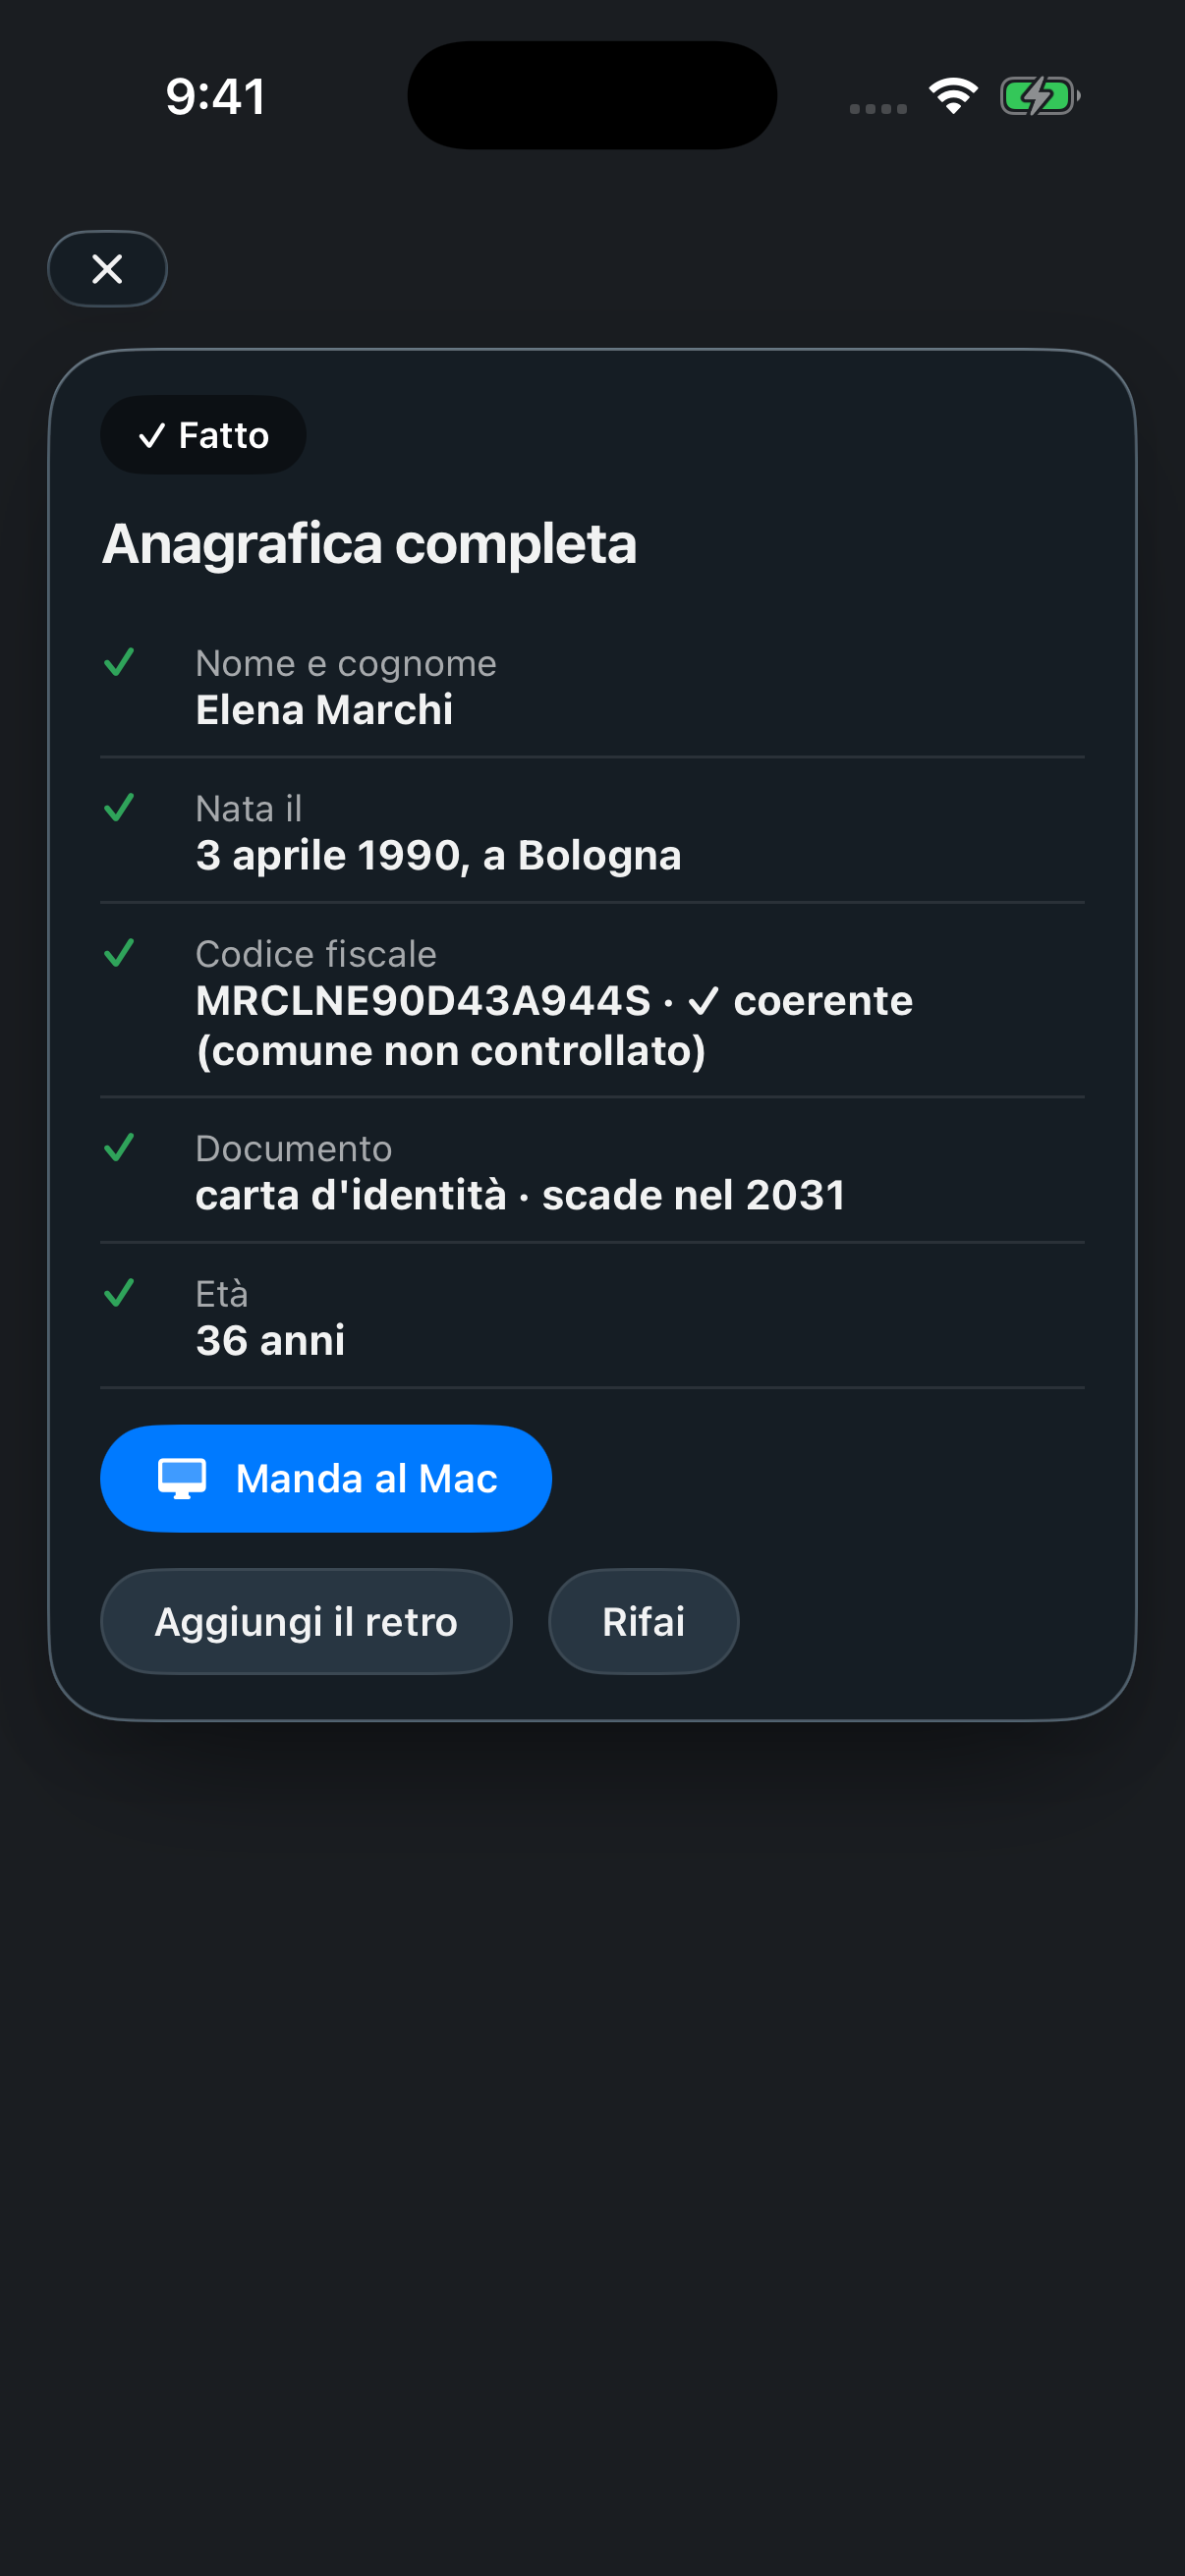 9:41
✓ Fatto
Anagrafica completa
Nome e cognome
Elena Marchi
Nata il
3 aprile 1990, a Bologna
Codice fiscale
MRCLNE90D43A944S · ✓ coerente
(comune non controllato)
Documento
carta d'identità · scade nel 2031
Età
36 anni
Manda al Mac
Aggiungi il retro
Rifai